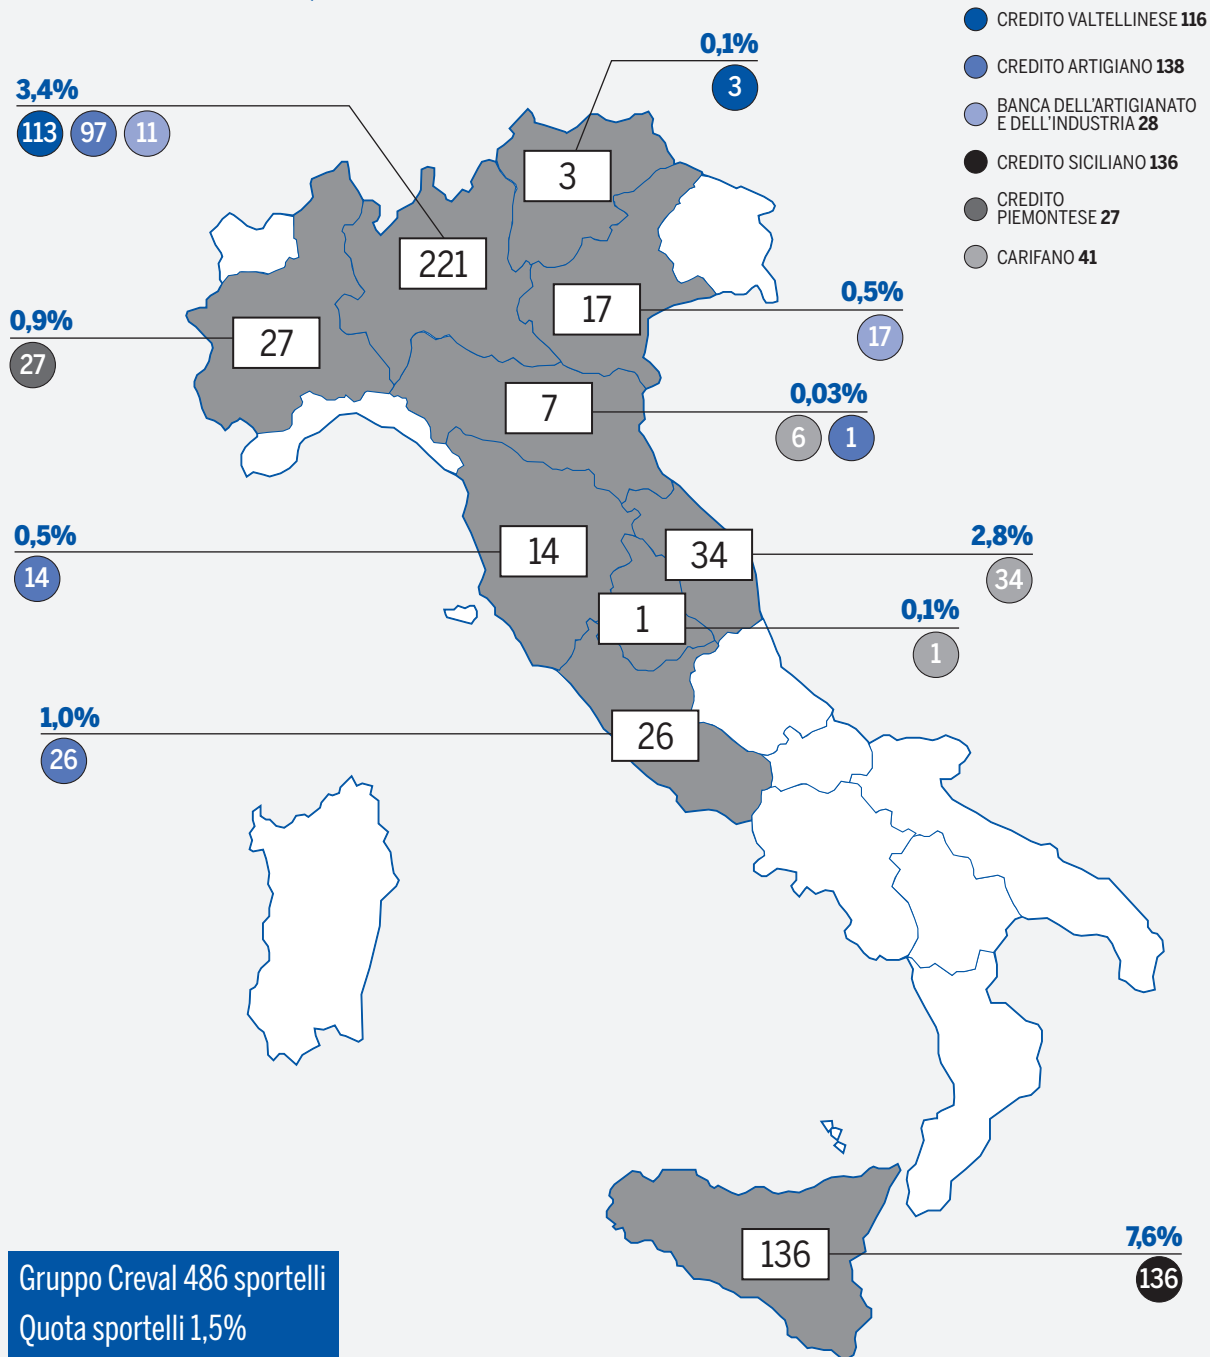 CREDITO VALTELLINESE 116
CREDITO ARTIGIANO 138
BANCA DELL'ARTIGIANATO
E DELL'INDUSTRIA 28
CREDITO SICILIANO 136
CREDITO
PIEMONTESE 27
CARIFANO 41
0,1%
3
3
3,4%
113 97 11
221
0,5%
17
17
0,9%
27
27
0,03%
6 1
7
0,5%
14
14
2,8%
34
34
0,1%
1
1
1,0%
26
26
7,6%
136
136
Gruppo Creval 486 sportelli
Quota sportelli 1,5%